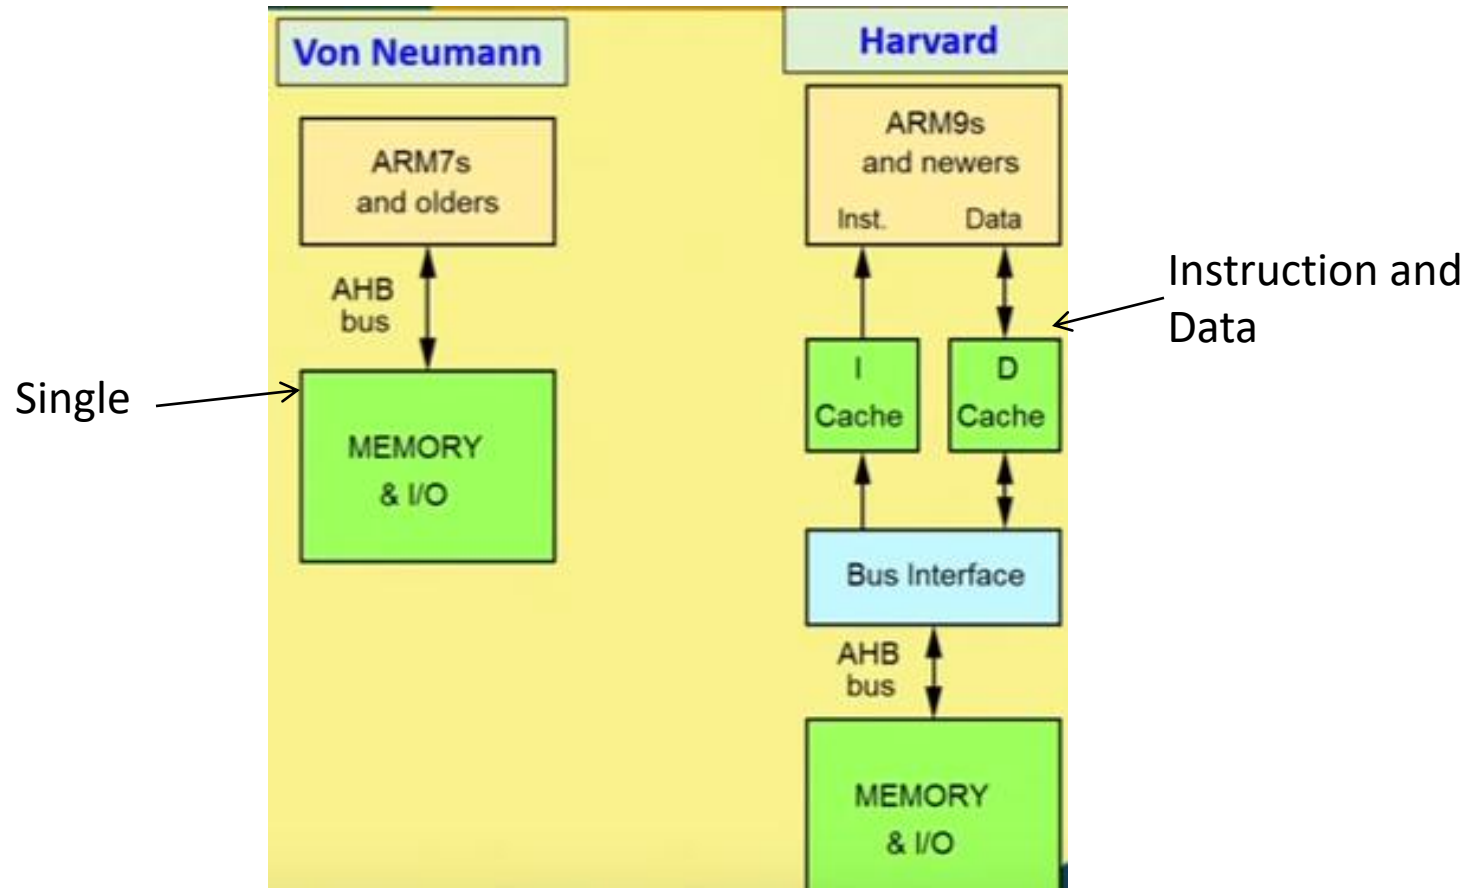 Von Neumann
ARM7s
and olders
AHB
bus
Single
MEMORY
& I/O
Harvard
ARM9s
and newers
Inst. Data
Instruction and
Data
I
Cache
D
Cache
Bus Interface
AHB
bus
MEMORY
& I/O